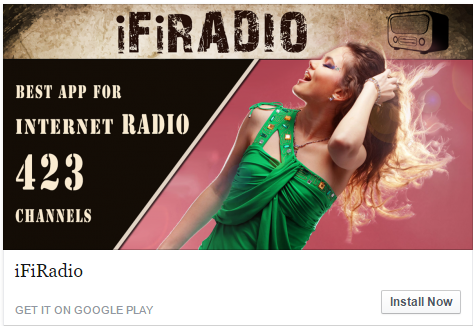 iFiRADIO
BEST APP FOR
INTERNET RADIO
423
CHANNELS
iFiRadio
GET IT ON GOOGLE PLAY
Install Now